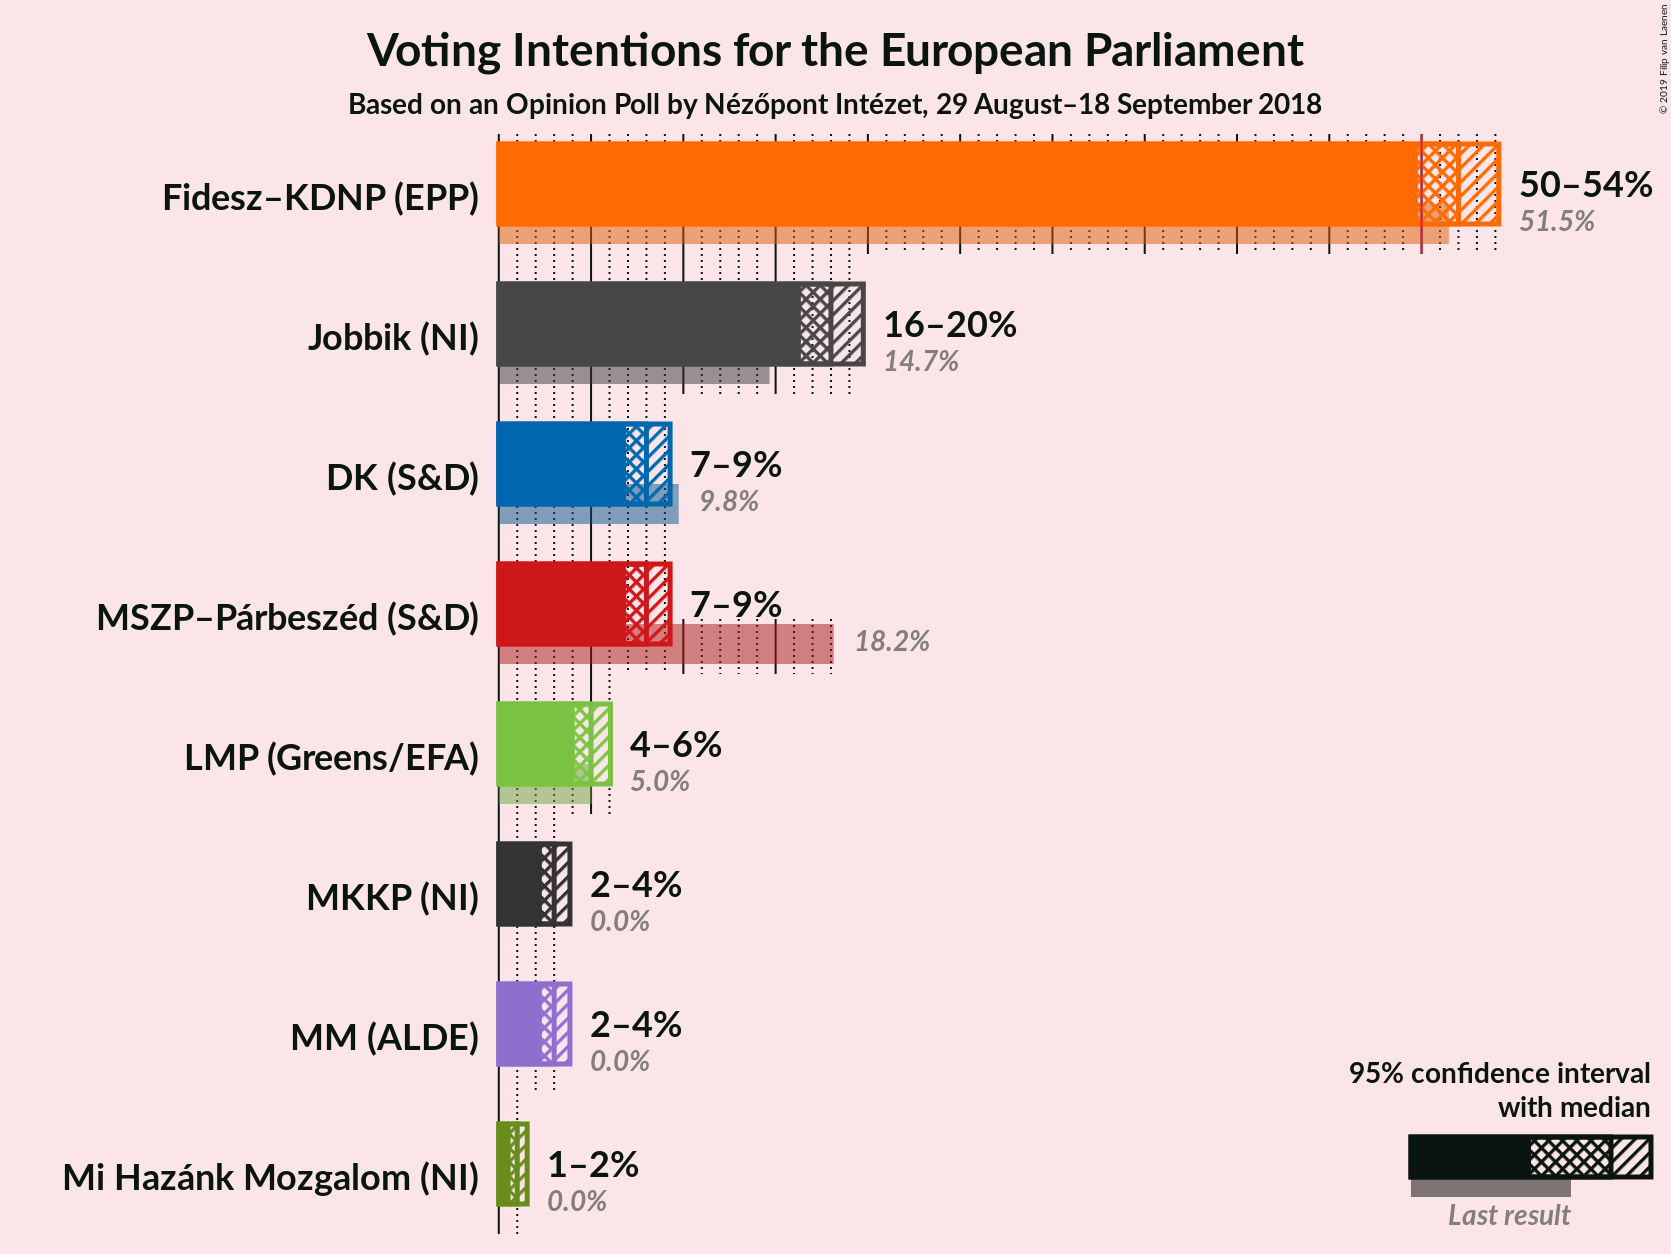 Voting Intentions for the European Parliament
Based on an Opinion Poll by Nézőpont Intézet, 29 August–18 September 2018
© 2019 Filip van Laenen
Fidesz–KDNP (EPP)
50–54%
51.5%
Jobbik (NI)
16–20%
14.7%
DK (S&D)
7–9%
9.8%
MSZP–Párbeszéd (S&D)
7–9%
18.2%
LMP (Greens/EFA)
4–6%
5.0%
MKKP (NI)
2–4%
0.0%
MM (ALDE)
2–4%
0.0%
Mi Hazánk Mozgalom (NI)
1–2%
0.0%
95% confidence interval
with median
Last result